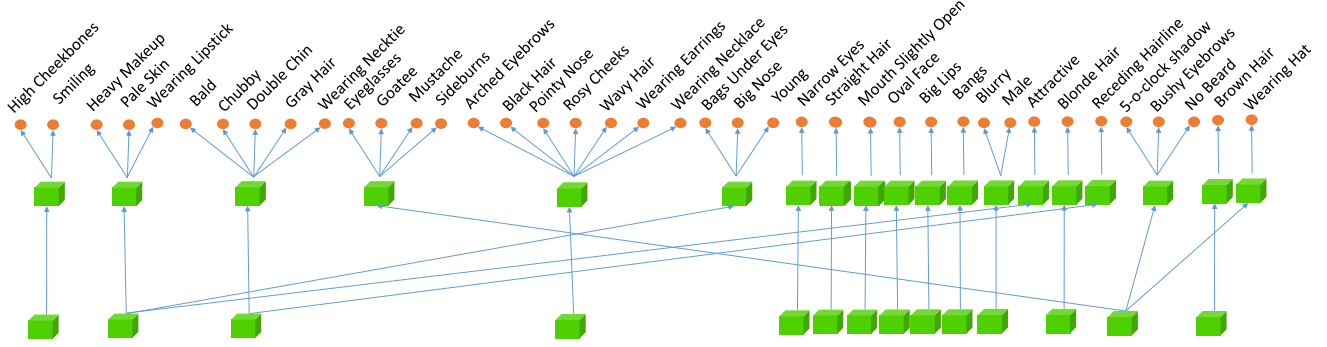 High Cheekbones
Smiling
Heavy Makeup
Pale Skin
Wearing Lipstick
Bald
Chubby
Double Chin
Gray Hair
Wearing Necktie
Eyeglasses
Goatee
Mustache
Sideburns
Arched Eyebrows
Black Hair
Pointy Nose
Rosy Cheeks
Wavy Hair
Wearing Earrings
Wearing Necklace
Bags Under Eyes
Big Nose
Young
Narrow Eyes
Straight Hair
Mouth Slightly Open
Oval Face
Big Lips
Bangs
Blurry
Male
Attractive
Blonde Hair
Receding Hairline
5-o-clock shadow
Bushy Eyebrows
No Beard
Brown Hair
Wearing Hat